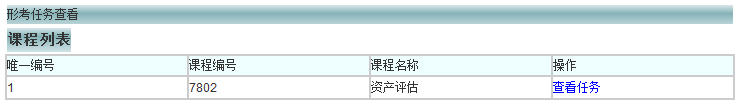 形考任务查看
课程列表
唯一编号 课程编号 课程名称 操作
1 7802 资产评估 查看任务